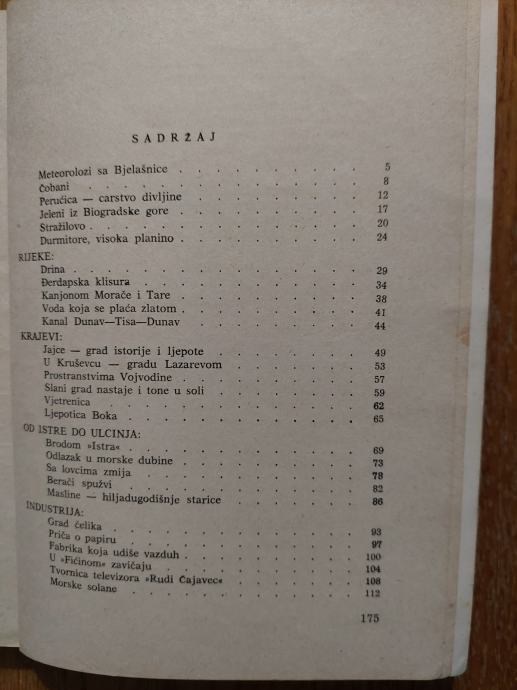 SADRŽAJ
Meteorolozi sa Bjelašnice . . . . . . . . . . 5
Čobani . . . . . . . . . . . . 8
Perućica — carstvo divljine . . . . . . . . . 12
Jeleni iz Biogradske gore . . . . . . . . . . 17
Stražilovo . . . . . . . . . . . . 20
Durmitore, visoka planino . . . . . . . . . . 24
RIJEKE:
Drina . . . . . . . . . . . . . 29
Đerdapska klisura . . . . . . . . . . . 34
Kanjonom Morače i Tare . . . . . . . . . 38
Voda koja se plaća zlatom . . . . . . . . . 41
Kanal Dunav—Tisa—Dunav . . . . . . . . . 44
KRAJEVI:
Jajce — grad istorije i ljepote . . . . . . . . 49
U Kruševcu — gradu Lazarevom . . . . . . . 53
Prostranstvima Vojvodine . . . . . . . . . 57
Slani grad nastaje i tone u soli . . . . . . . . 59
Vjetrenica . . . . . . . . . . . . 62
Ljepotica Boka . . . . . . . . . . . 65
OD ISTRE DO ULCINJA:
Brodom »Istra« . . . . . . . . . . . 69
Odlazak u morske dubine . . . . . . . . . 73
Sa lovcima zmija . . . . . . . . . . . 78
Berači spužvi . . . . . . . . . . . 82
Masline — hiljadugodišnje starice . . . . . . . 86
INDUSTRIJA:
Grad čelika . . . . . . . . . . . . 93
Priča o papiru . . . . . . . . . . . 97
Fabrika koja udiše vazduh . . . . . . . . . 100
U »Fićinom« zavičaju . . . . . . . . . . 104
Tvornica televizora »Rudi Čajavec« . . . . . . . 108
Morske solane . . . . . . . . . . . 112
175